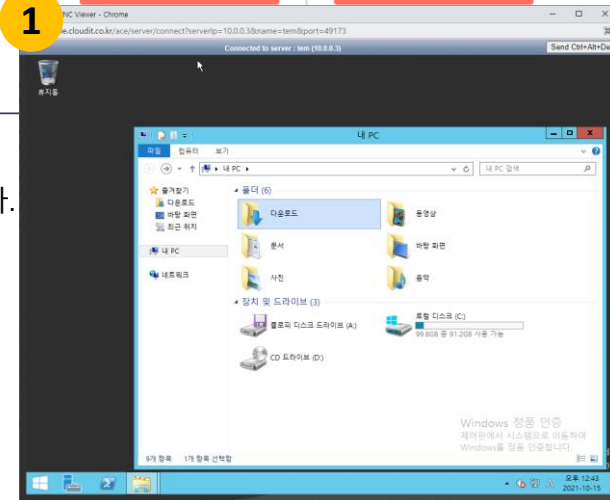 1
NC Viewer - Chrome
e.cloudit.co.kr/ace/server/connect?serverIp=10.0.0.3&name=tem&port=49173
Connected to server : tem (10.0.0.3)
Send Ctrl+Alt+De
휴지통
내 PC
파일 컴퓨터 보기
내 PC
내 PC 검색
즐겨찾기
다운로드
바탕 화면
최근 위치
내 PC
네트워크
폴더 (6)
다운로드
동영상
문서
바탕 화면
사진
음악
장치 및 드라이브 (3)
플로피 디스크 드라이브 (A:)
로컬 디스크 (C:)
99.6GB 중 91.2GB 사용 가능
CD 드라이브 (D:)
Windows 정품 인증
제어판에서 시스템으로 이동하여
Windows를 정품 인증합니다.
9개 항목 1개 항목 선택함
오후 12:43
2021-10-15